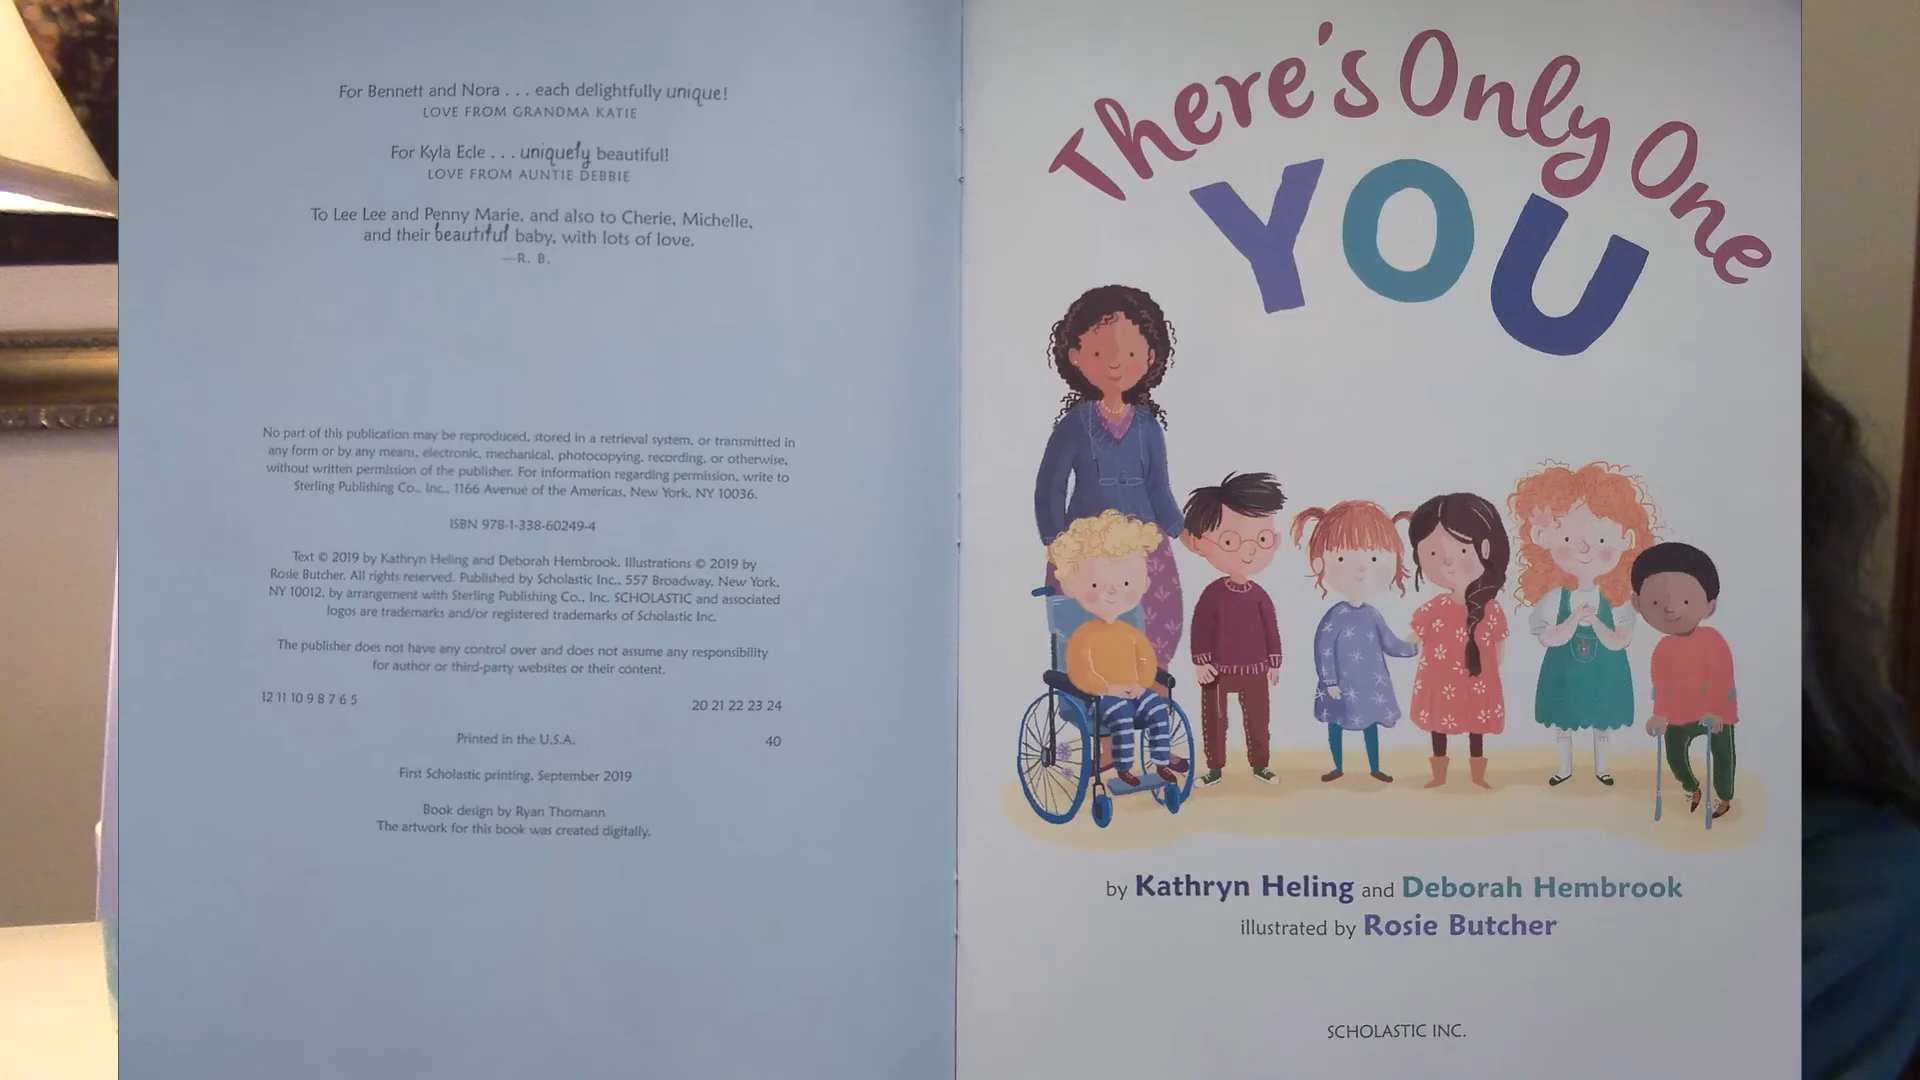 For Bennett and Nora . . . each delightfully unique!
LOVE FROM GRANDMA KATIE
For Kyla Ecle . . . uniquely beautiful!
LOVE FROM AUNTIE DEBBIE
To Lee Lee and Penny Marie, and also to Cherie, Michelle,
and their beautiful baby, with lots of love.
—R. B.
No part of this publication may be reproduced, stored in a retrieval system, or transmitted in
any form or by any means, electronic, mechanical, photocopying, recording, or otherwise,
without written permission of the publisher. For information regarding permission, write to
Sterling Publishing Co., Inc., 1166 Avenue of the Americas, New York, NY 10036.
ISBN 978-1-338-60249-4
Text © 2019 by Kathryn Heling and Deborah Hembrook. Illustrations © 2019 by
Rosie Butcher. All rights reserved. Published by Scholastic Inc., 557 Broadway, New York,
NY 10012, by arrangement with Sterling Publishing Co., Inc. SCHOLASTIC and associated
logos are trademarks and/or registered trademarks of Scholastic Inc.
The publisher does not have any control over and does not assume any responsibility
for author or third-party websites or their content.
12 11 10 9 8 7 6 5 20 21 22 23 24
Printed in the U.S.A. 40
First Scholastic printing, September 2019
Book design by Ryan Thomann
The artwork for this book was created digitally.
There's Only One
YOU
by Kathryn Heling and Deborah Hembrook
illustrated by Rosie Butcher
SCHOLASTIC INC.